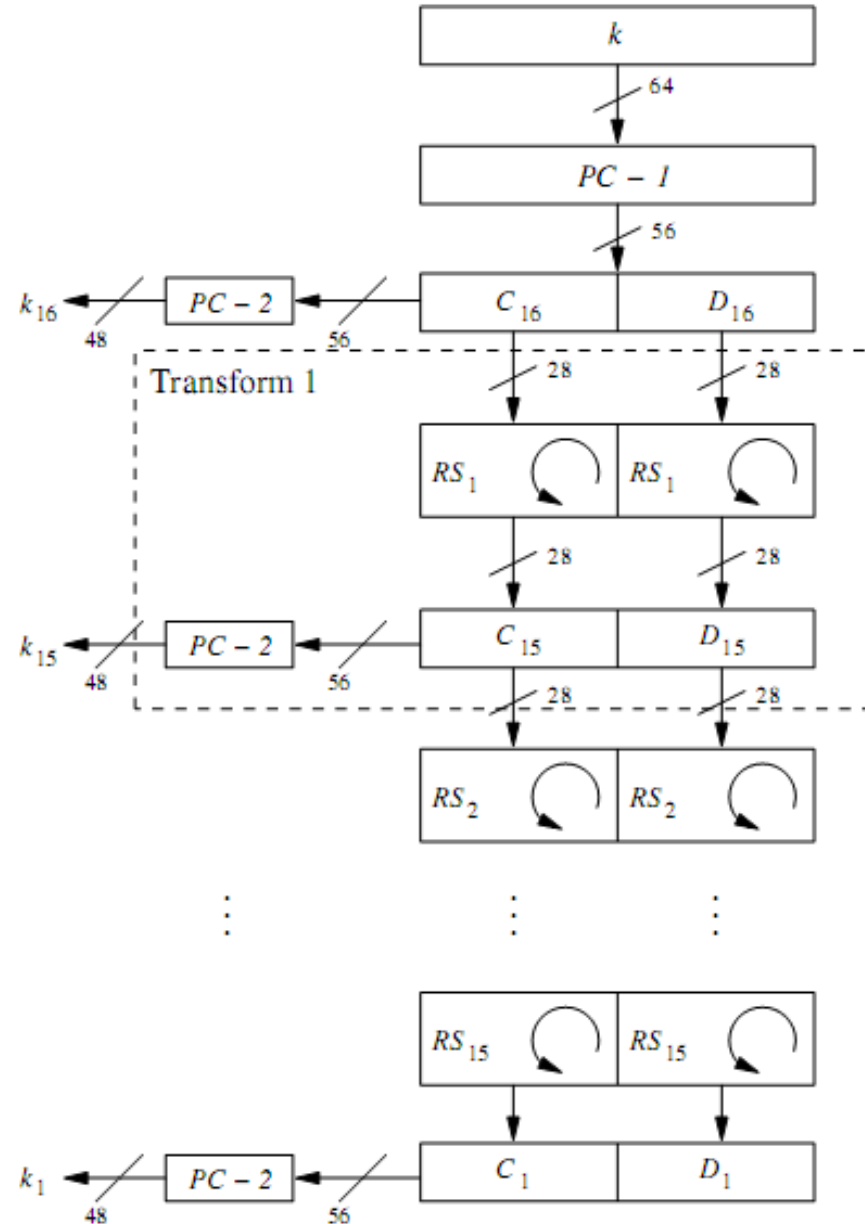 k
64
PC – 1
56
k16 48 PC – 2 56 C16 D16
Transform 1 28 28
RS1 RS1
28 28
k15 48 PC – 2 56 C15 D15
28 28
RS2 RS2
⋮ ⋮ ⋮
RS15 RS15
k1 48 PC – 2 56 C1 D1